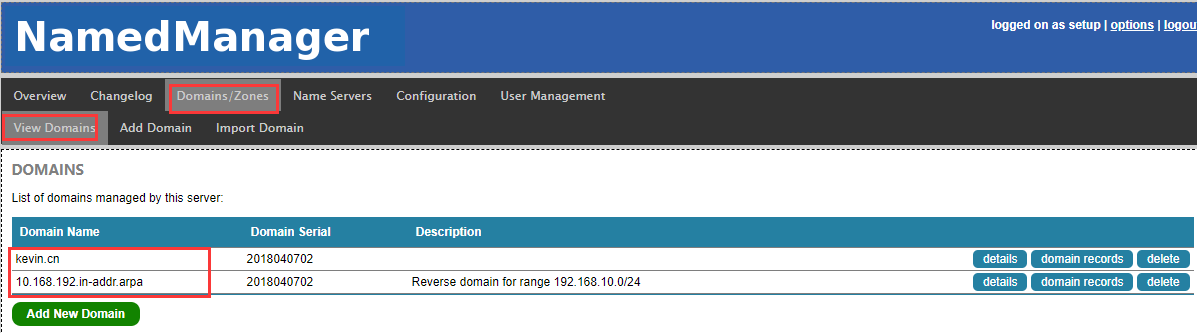 NamedManager
logged on as setup | options | logou
Overview Changelog Domains/Zones Name Servers Configuration User Management
View Domains Add Domain Import Domain
DOMAINS
List of domains managed by this server:
Domain Name Domain Serial Description
kevin.cn 2018040702 details domain records delete
10.168.192.in-addr.arpa 2018040702 Reverse domain for range 192.168.10.0/24 details domain records delete
Add New Domain